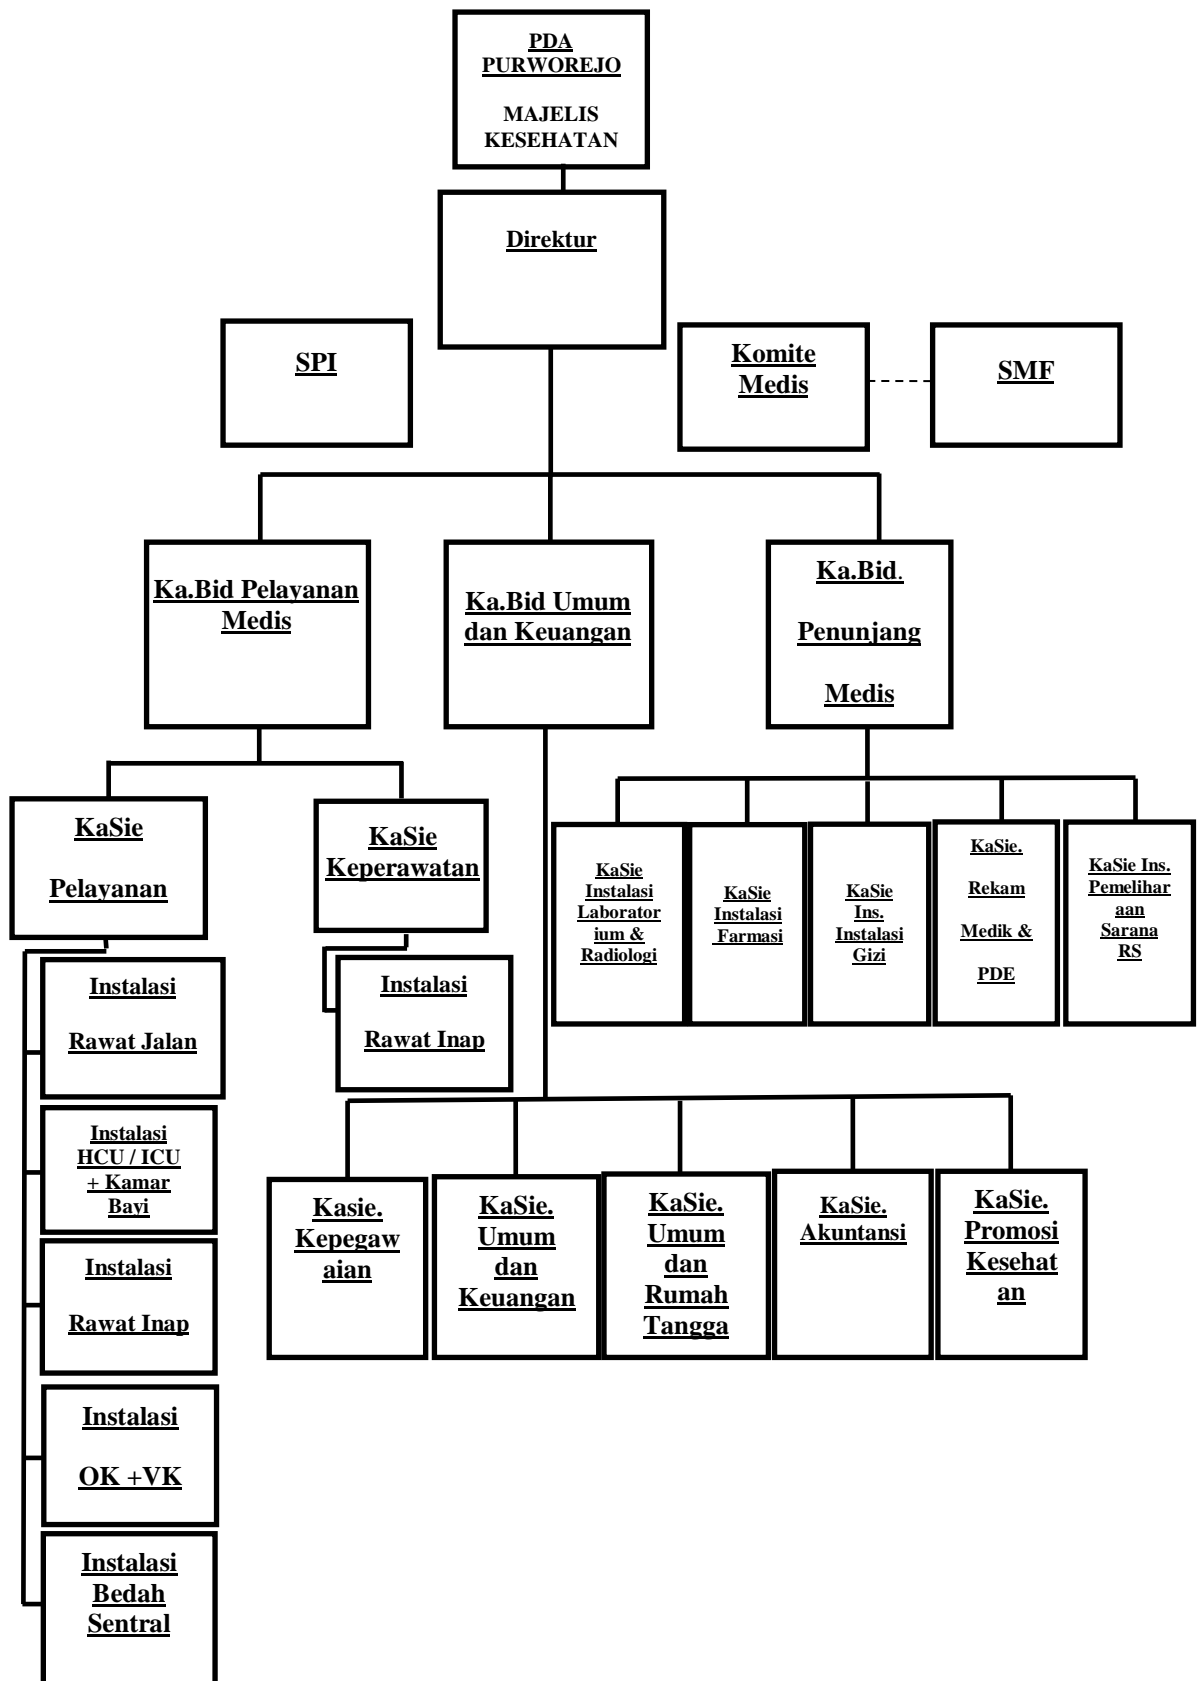 PDA
PURWOREJO
MAJELIS
KESEHATAN
Direktur
SPI
Komite
Medis
SMF
Ka.Bid Pelayanan
Medis
Ka.Bid Umum
dan Keuangan
Ka.Bid.
Penunjang
Medis
KaSie
Pelayanan
KaSie
Keperawatan
KaSie
Instalasi
Laborator
ium &
Radiologi
KaSie
Instalasi
Farmasi
KaSie
Ins.
Instalasi
Gizi
KaSie.
Rekam
Medik &
PDE
KaSie Ins.
Pemelihar
aan
Sarana
RS
Instalasi
Rawat Jalan
Instalasi
Rawat Inap
Instalasi
HCU / ICU
+ Kamar
Bayi
Instalasi
Rawat Inap
Instalasi
OK +VK
Instalasi
Bedah
Sentral
Kasie.
Kepegaw
aian
KaSie.
Umum
dan
Keuangan
KaSie.
Umum
dan
Rumah
Tangga
KaSie.
Akuntansi
KaSie.
Promosi
Kesehat
an